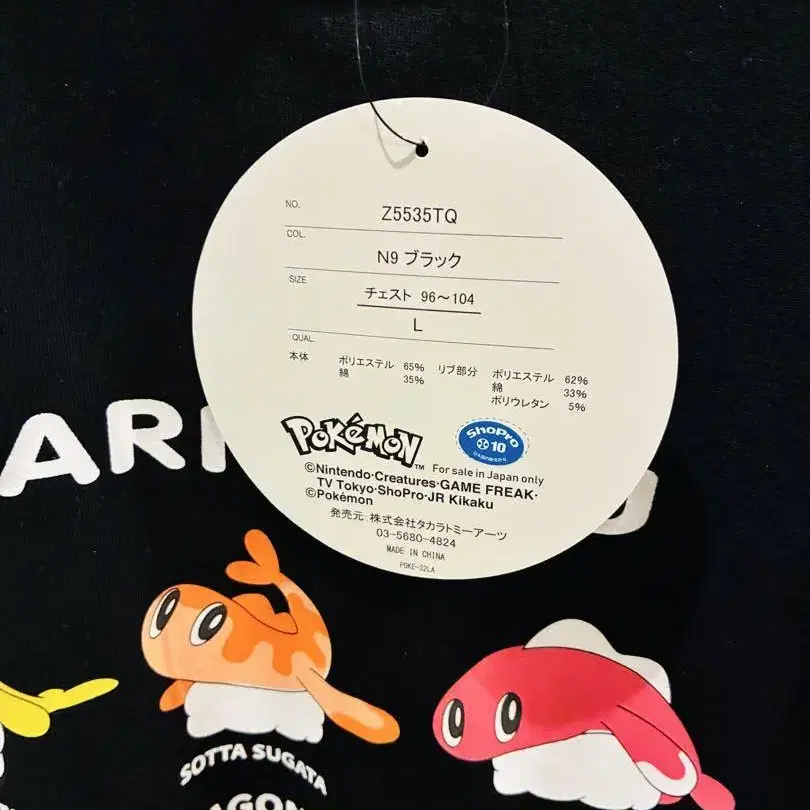 NO.
Z5535TQ
COL.
N9 ブラック
SIZE
チェスト 96～104
L
QUAL.
本体 ポリエステル 65% リブ部分 ポリエステル 62%
綿 35% 綿 33%
ポリウレタン 5%
POKéMON™
ShoPro
10
For sale in Japan only
©Nintendo・Creatures・GAME FREAK・
TV Tokyo・ShoPro・JR Kikaku
©Pokémon
発売元：株式会社タカラトミーアーツ
03-5680-4824
MADE IN CHINA
POKE-32LA
SOTTA SUGATA